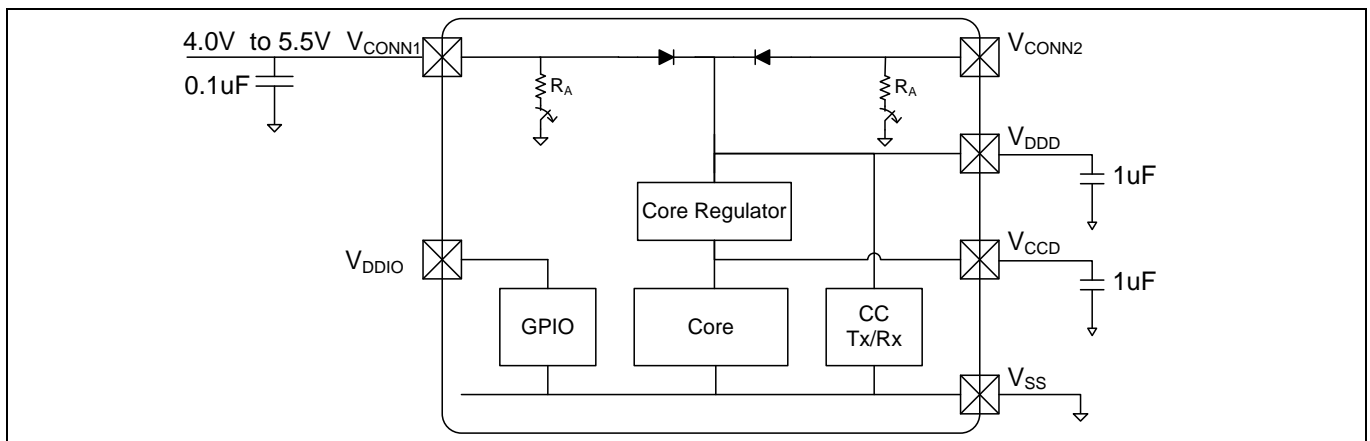 4.0V to 5.5V VCONN1
VCONN2
0.1uF
RA
RA
VDDD
1uF
Core Regulator
VDDIO
VCCD
1uF
GPIO
Core
CC
Tx/Rx
VSS